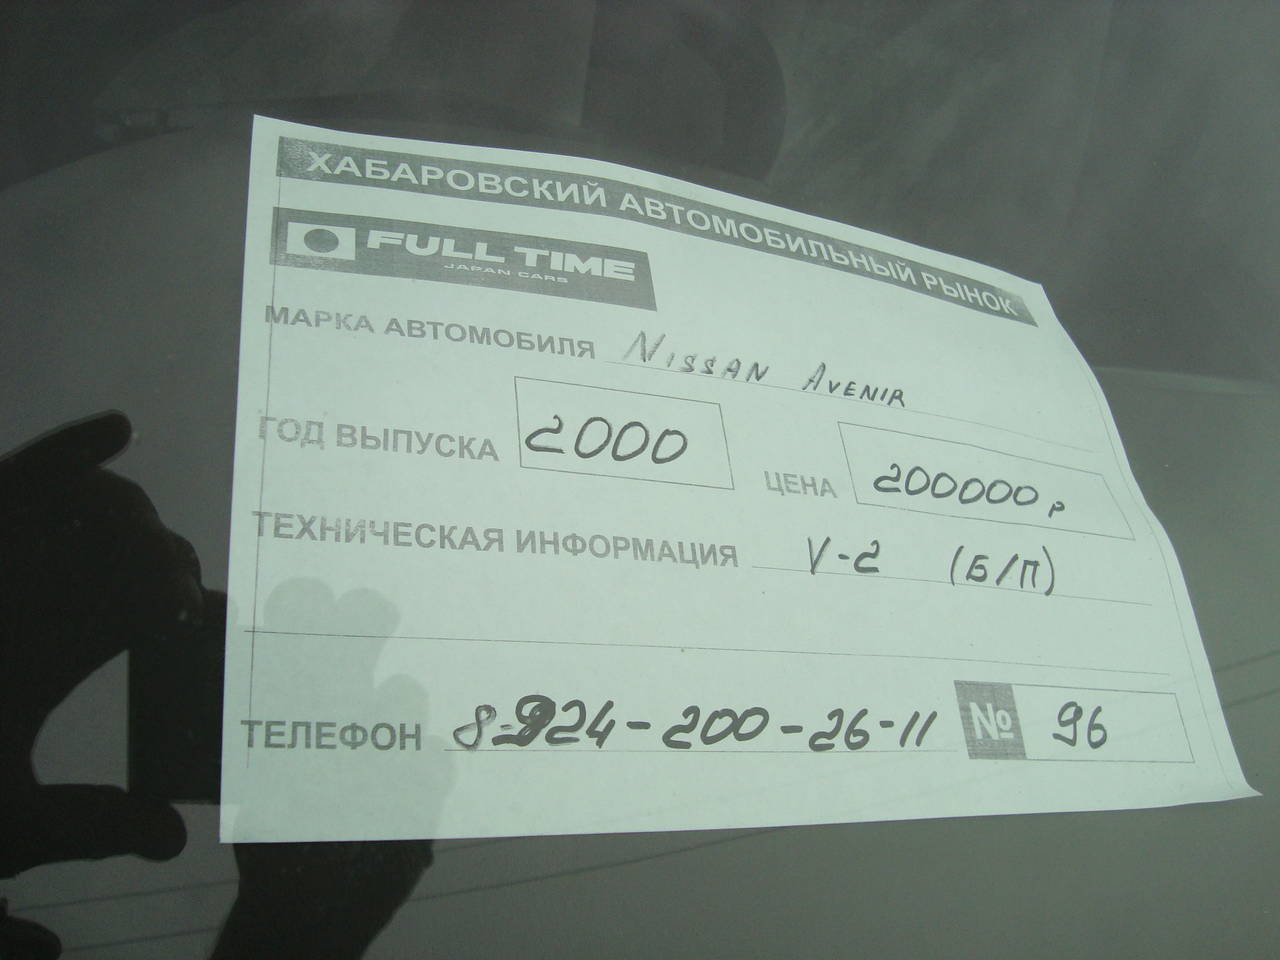 ХАБАРОВСКИЙ АВТОМОБИЛЬНЫЙ РЫНОК
FULL TIME
JAPAN CARS
МАРКА АВТОМОБИЛЯ Nissan Avenir
ГОД ВЫПУСКА 2000 ЦЕНА 200000 р
ТЕХНИЧЕСКАЯ ИНФОРМАЦИЯ V-2 (Б/П)
ТЕЛЕФОН 8-924-200-26-11 № 96